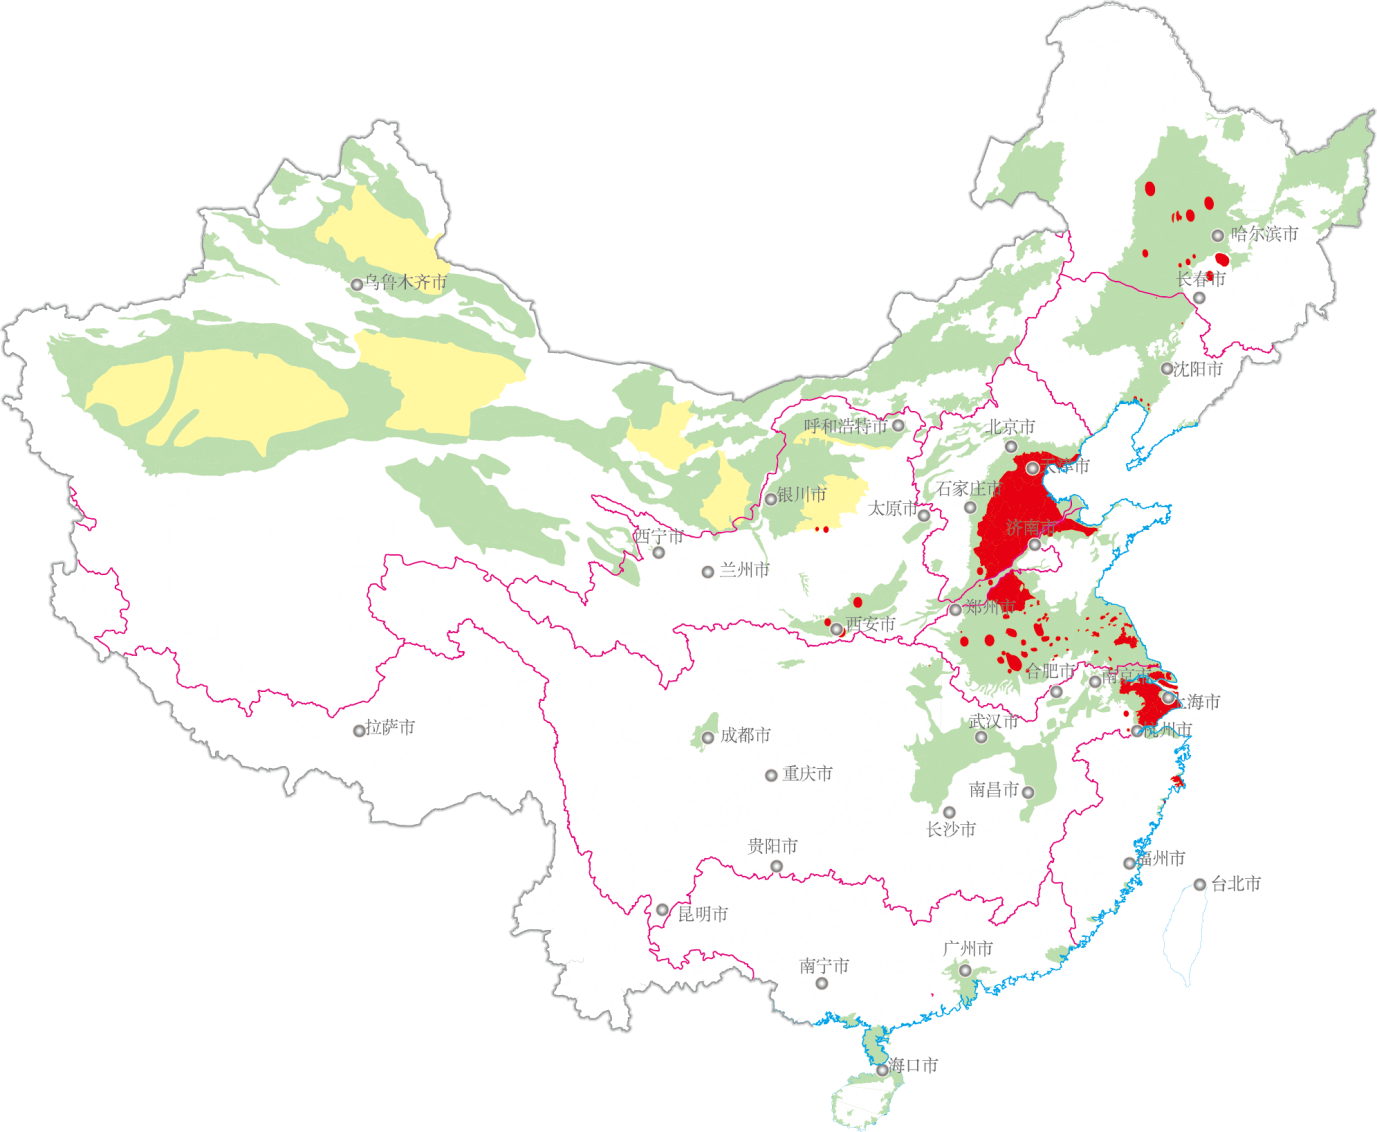 哈尔滨市
长春市
乌鲁木齐市
沈阳市
呼和浩特市
北京市
天津市
银川市
石家庄市
太原市
济南市
西宁市
兰州市
郑州市
西安市
合肥市
南京市
上海市
拉萨市
武汉市
杭州市
成都市
重庆市
南昌市
长沙市
贵阳市
福州市
台北市
昆明市
广州市
南宁市
海口市